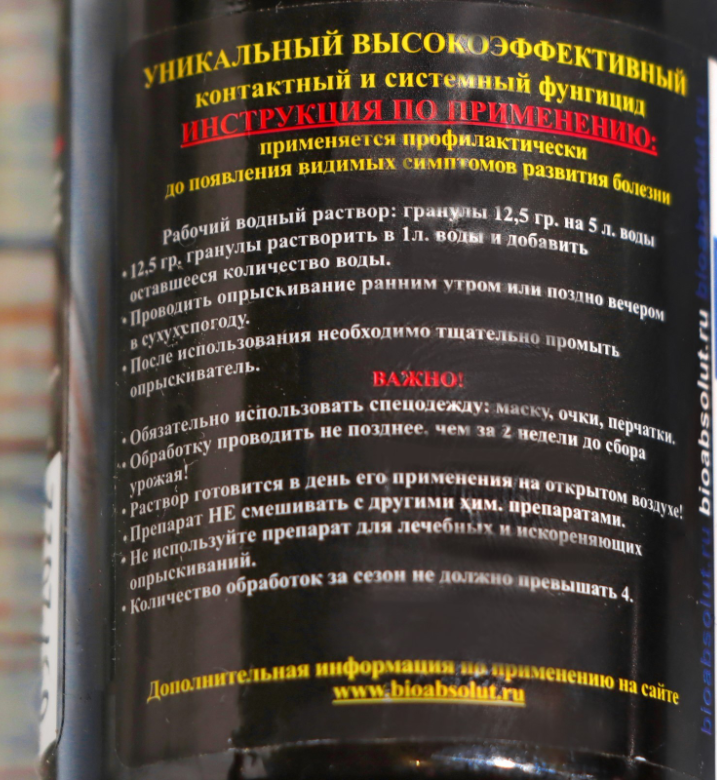 УНИКАЛЬНЫЙ ВЫСОКОЭФФЕКТИВНЫЙ
контактный и системный фунгицид
ИНСТРУКЦИЯ ПО ПРИМЕНЕНИЮ:
применяется профилактически
до появления видимых симптомов развития болезни
Рабочий водный раствор: гранулы 12,5 гр. на 5 л. воды
• 12,5 гр. гранулы растворить в 1л. воды и добавить
оставшееся количество воды.
• Проводить опрыскивание ранним утром или поздно вечером
в сухухспогоду.
• После использования необходимо тщательно промыть
опрыскиватель.
ВАЖНО!
• Обязательно использовать спецодежду: маску, очки, перчатки.
• Обработку проводить не позднее. чем за 2 недели до сбора
урожая!
• Раствор готовится в день его применения на открытом воздухе!
• Препарат НЕ смешивать с другими хим. препаратами.
• Не используйте препарат для лечебных и искореняющих
опрыскиваний.
• Количество обработок за сезон не должно превышать 4.
Дополнительная информация по применению на сайте
www.bioabsolut.ru
bioabsolut.ru bioabsolut.ru bioabsolut.ru